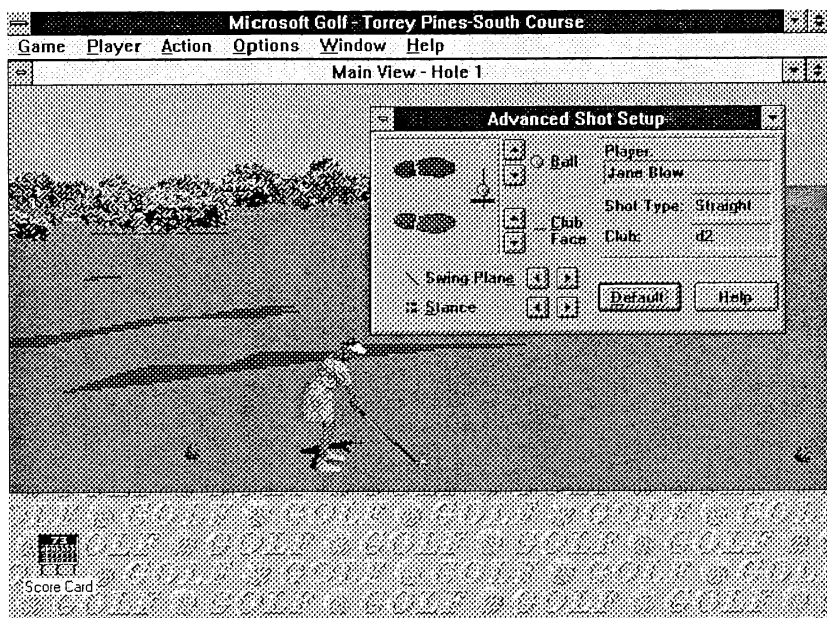 Microsoft Golf - Torrey Pines-South Course
Game Player Action Options Window Help
Main View - Hole 1
Advanced Shot Setup
Ball
Player:
Jane Blow
Shot Type: Straight
Club Face
Club: d2
Swing Plane
Stance
Default Help
73
Score Card